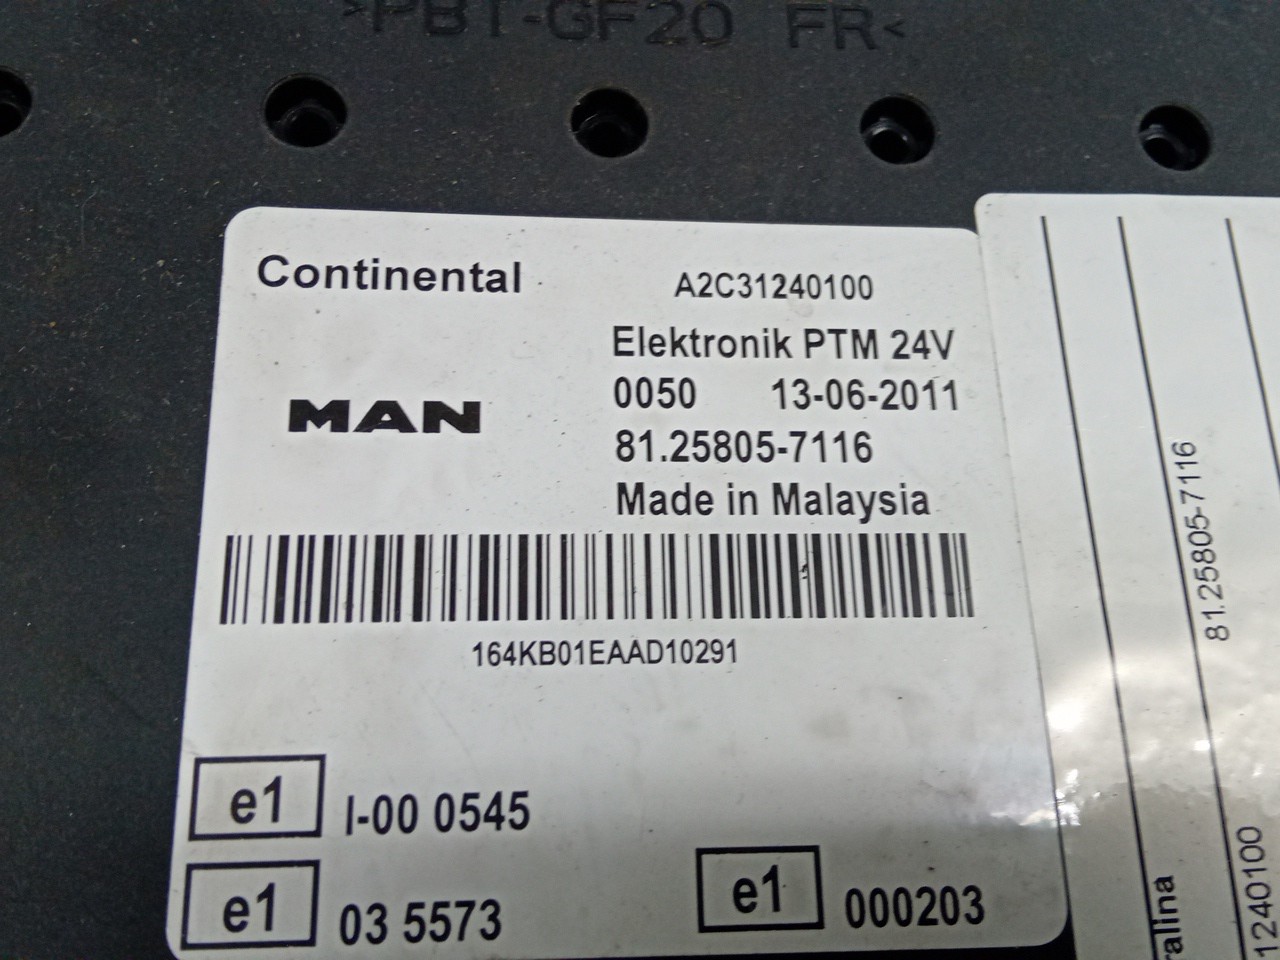 >PBT-GF20 FR<
Continental
A2C31240100
Elektronik PTM 24V
0050 13-06-2011
MAN
81.25805-7116
Made in Malaysia
164KB01EAAD10291
e1 I-00 0545
e1 03 5573
e1 000203
81.25805-7116
ralina
1240100